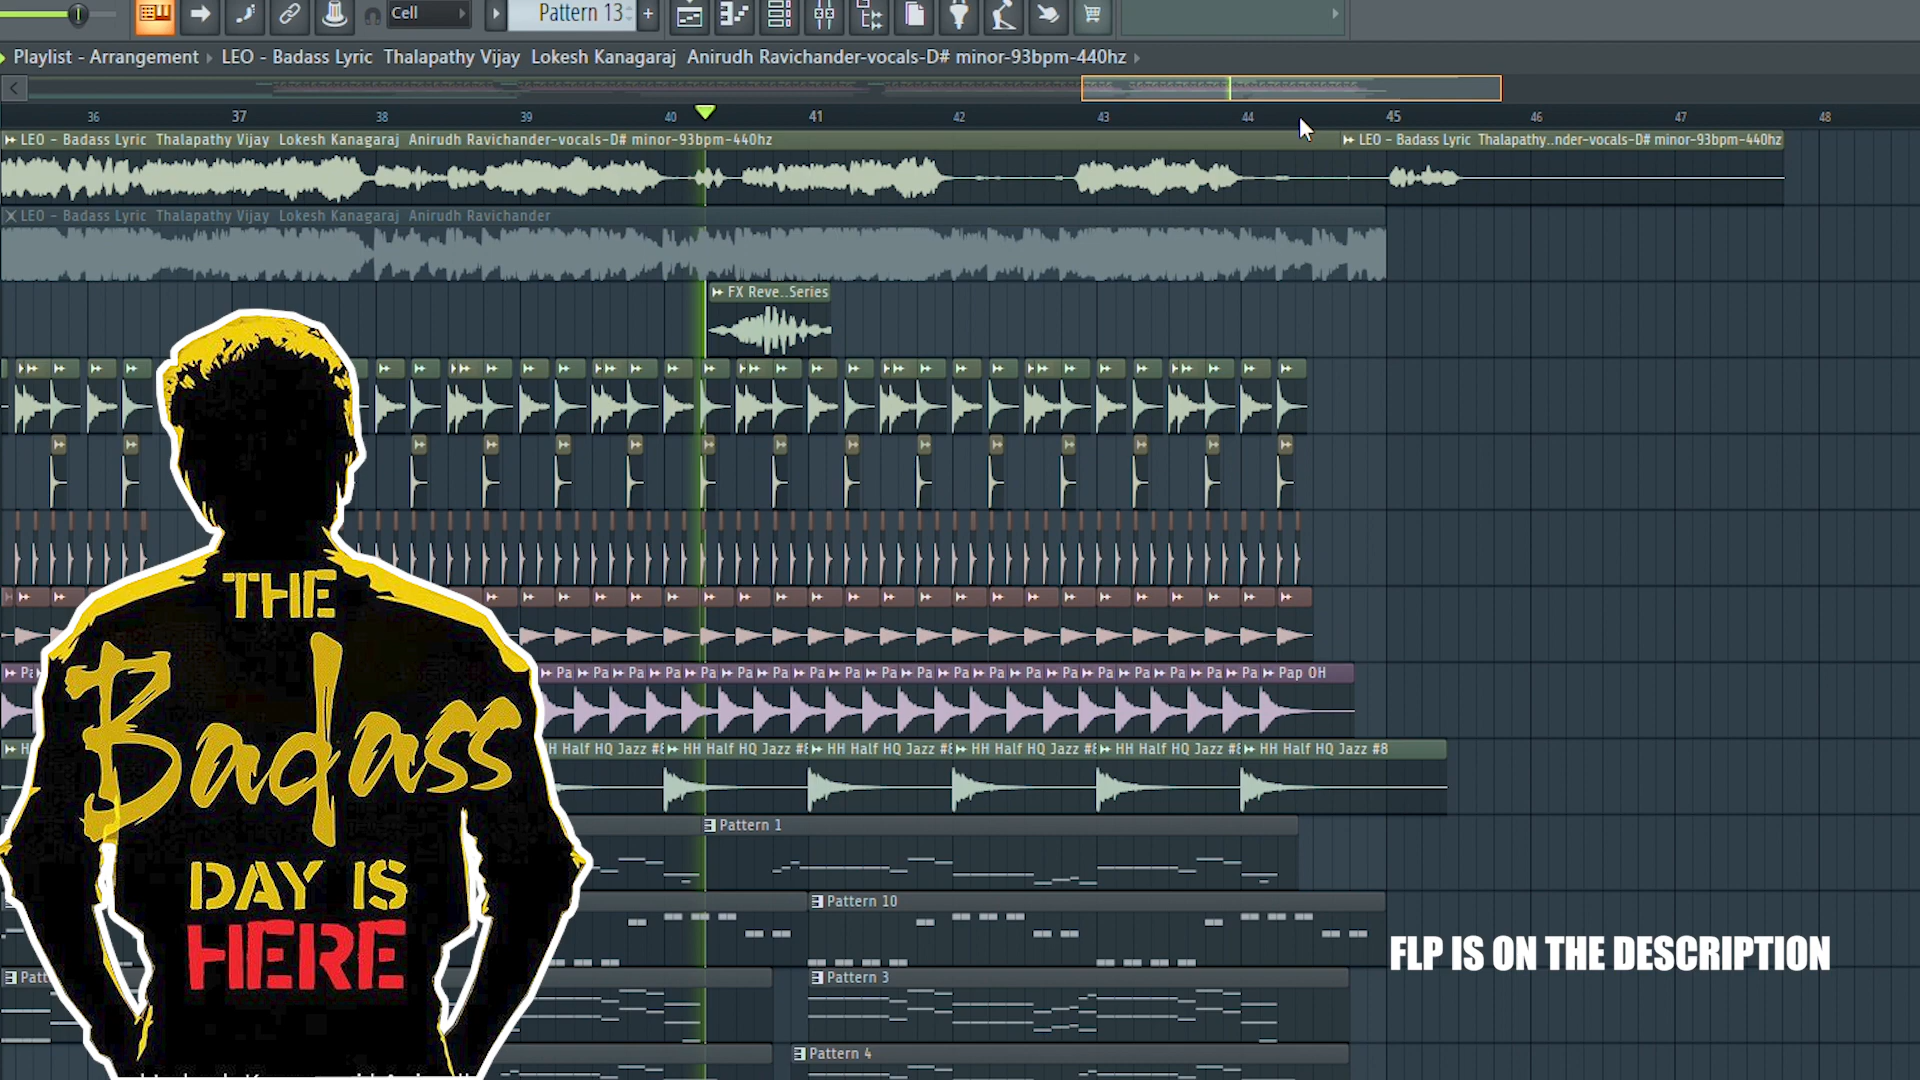 Cell
Pattern 13
Playlist - Arrangement
LEO - Badass Lyric Thalapathy Vijay Lokesh Kanagaraj Anirudh Ravichander-vocals-D# minor-93bpm-440hz
36 37 38 39 40 41 42 43 44 45 46 47 48
LEO - Badass Lyric Thalapathy Vijay Lokesh Kanagaraj Anirudh Ravichander-vocals-D# minor-93bpm-440hz
LEO - Badass Lyric Thalapathy..nder-vocals-D# minor-93bpm-440hz
LEO - Badass Lyric Thalapathy Vijay Lokesh Kanagaraj Anirudh Ravichander
FX Reve..Series
THE
Badass
DAY IS
HERE
Pa Pa Pa Pa Pa Pa Pa Pa Pa Pa Pa Pa Pa Pa Pa Pa Pa Pa Pa Pa Pap OH
H Half HQ Jazz #8 HH Half HQ Jazz #8 HH Half HQ Jazz #8 HH Half HQ Jazz #8 HH Half HQ Jazz #8 HH Half HQ Jazz #8
Pattern 1
Pattern 10
FLP IS ON THE DESCRIPTION
Patt
Pattern 3
Pattern 4